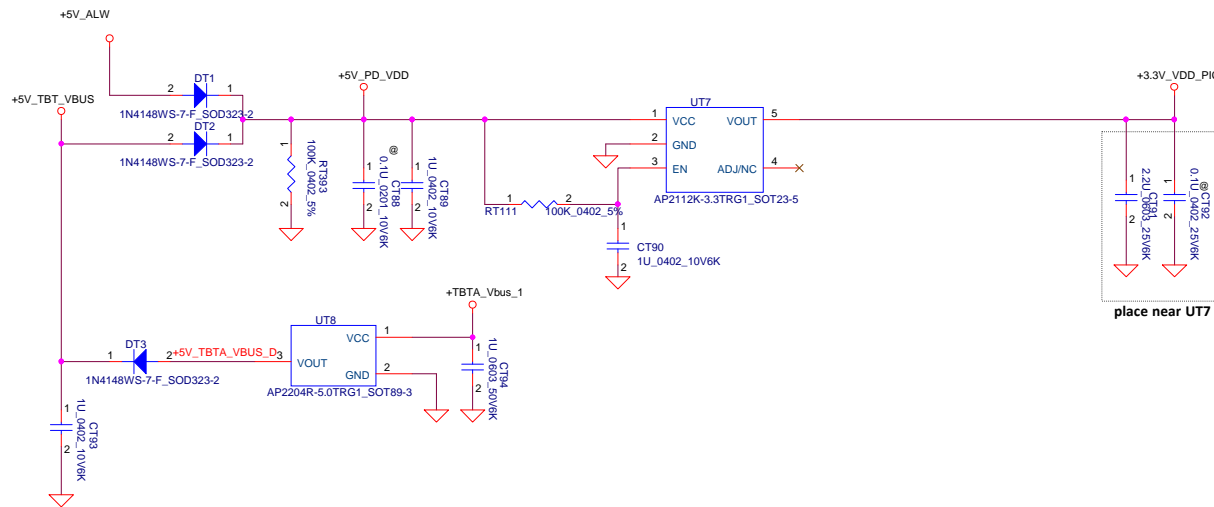 +5V_ALW
+5V_TBT_VBUS
2
DT1
1
1N4148WS-7-F_SOD323-2
2
DT2
1
1N4148WS-7-F_SOD323-2
+5V_PD_VDD
1
2
RT393
100K_0402_5%
1
2
@
CT88
0.1U_0201_10V6K
1
2
CT89
1U_0402_10V6K
UT7
1
VCC
VOUT
5
2
GND
3
EN
ADJ/NC
4
AP2112K-3.3TRG1_SOT23-5
1
2
RT111
100K_0402_5%
1
2
CT90
1U_0402_10V6K
+3.3V_VDD_PI
1
2
CT91
2.2U_0603_25V6K
1
2
@
CT92
0.1U_0402_25V6K
place near UT7
+TBTA_Vbus_1
UT8
VCC
1
VOUT
GND
2
AP2204R-5.0TRG1_SOT89-3
1
2
CT94
1U_0603_50V6K
1
DT3
2
+5V_TBTA_VBUS_D
3
1N4148WS-7-F_SOD323-2
1
2
CT93
1U_0402_10V6K